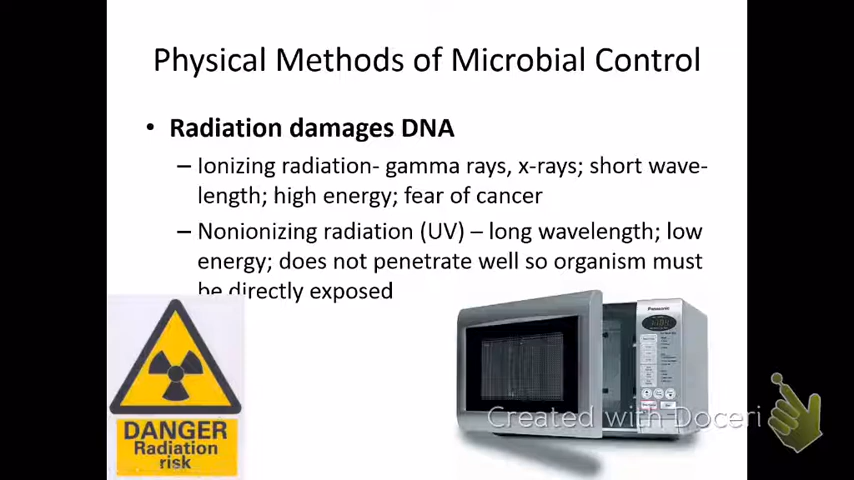 Physical Methods of Microbial Control
• Radiation damages DNA
– Ionizing radiation- gamma rays, x-rays; short wave-
length; high energy; fear of cancer
– Nonionizing radiation (UV) – long wavelength; low
energy; does not penetrate well so organism must
be directly exposed
Panasonic
DANGER
Radiation
risk
Created with Doceri